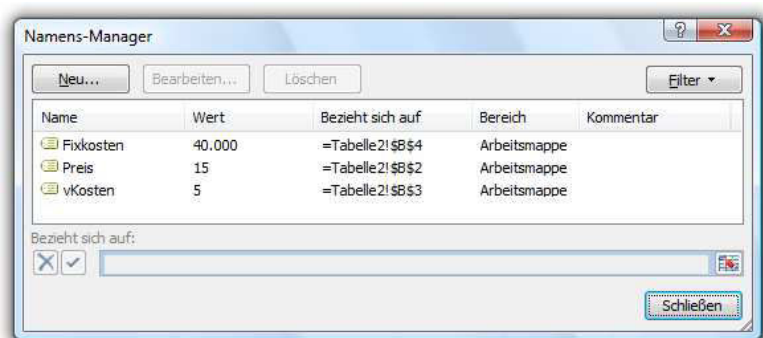 Namens-Manager
Neu... Bearbeiten... Löschen Filter
Name Wert Bezieht sich auf Bereich Kommentar
Fixkosten 40.000 =Tabelle2!$B$4 Arbeitsmappe
Preis 15 =Tabelle2!$B$2 Arbeitsmappe
vKosten 5 =Tabelle2!$B$3 Arbeitsmappe
Bezieht sich auf:
Schließen